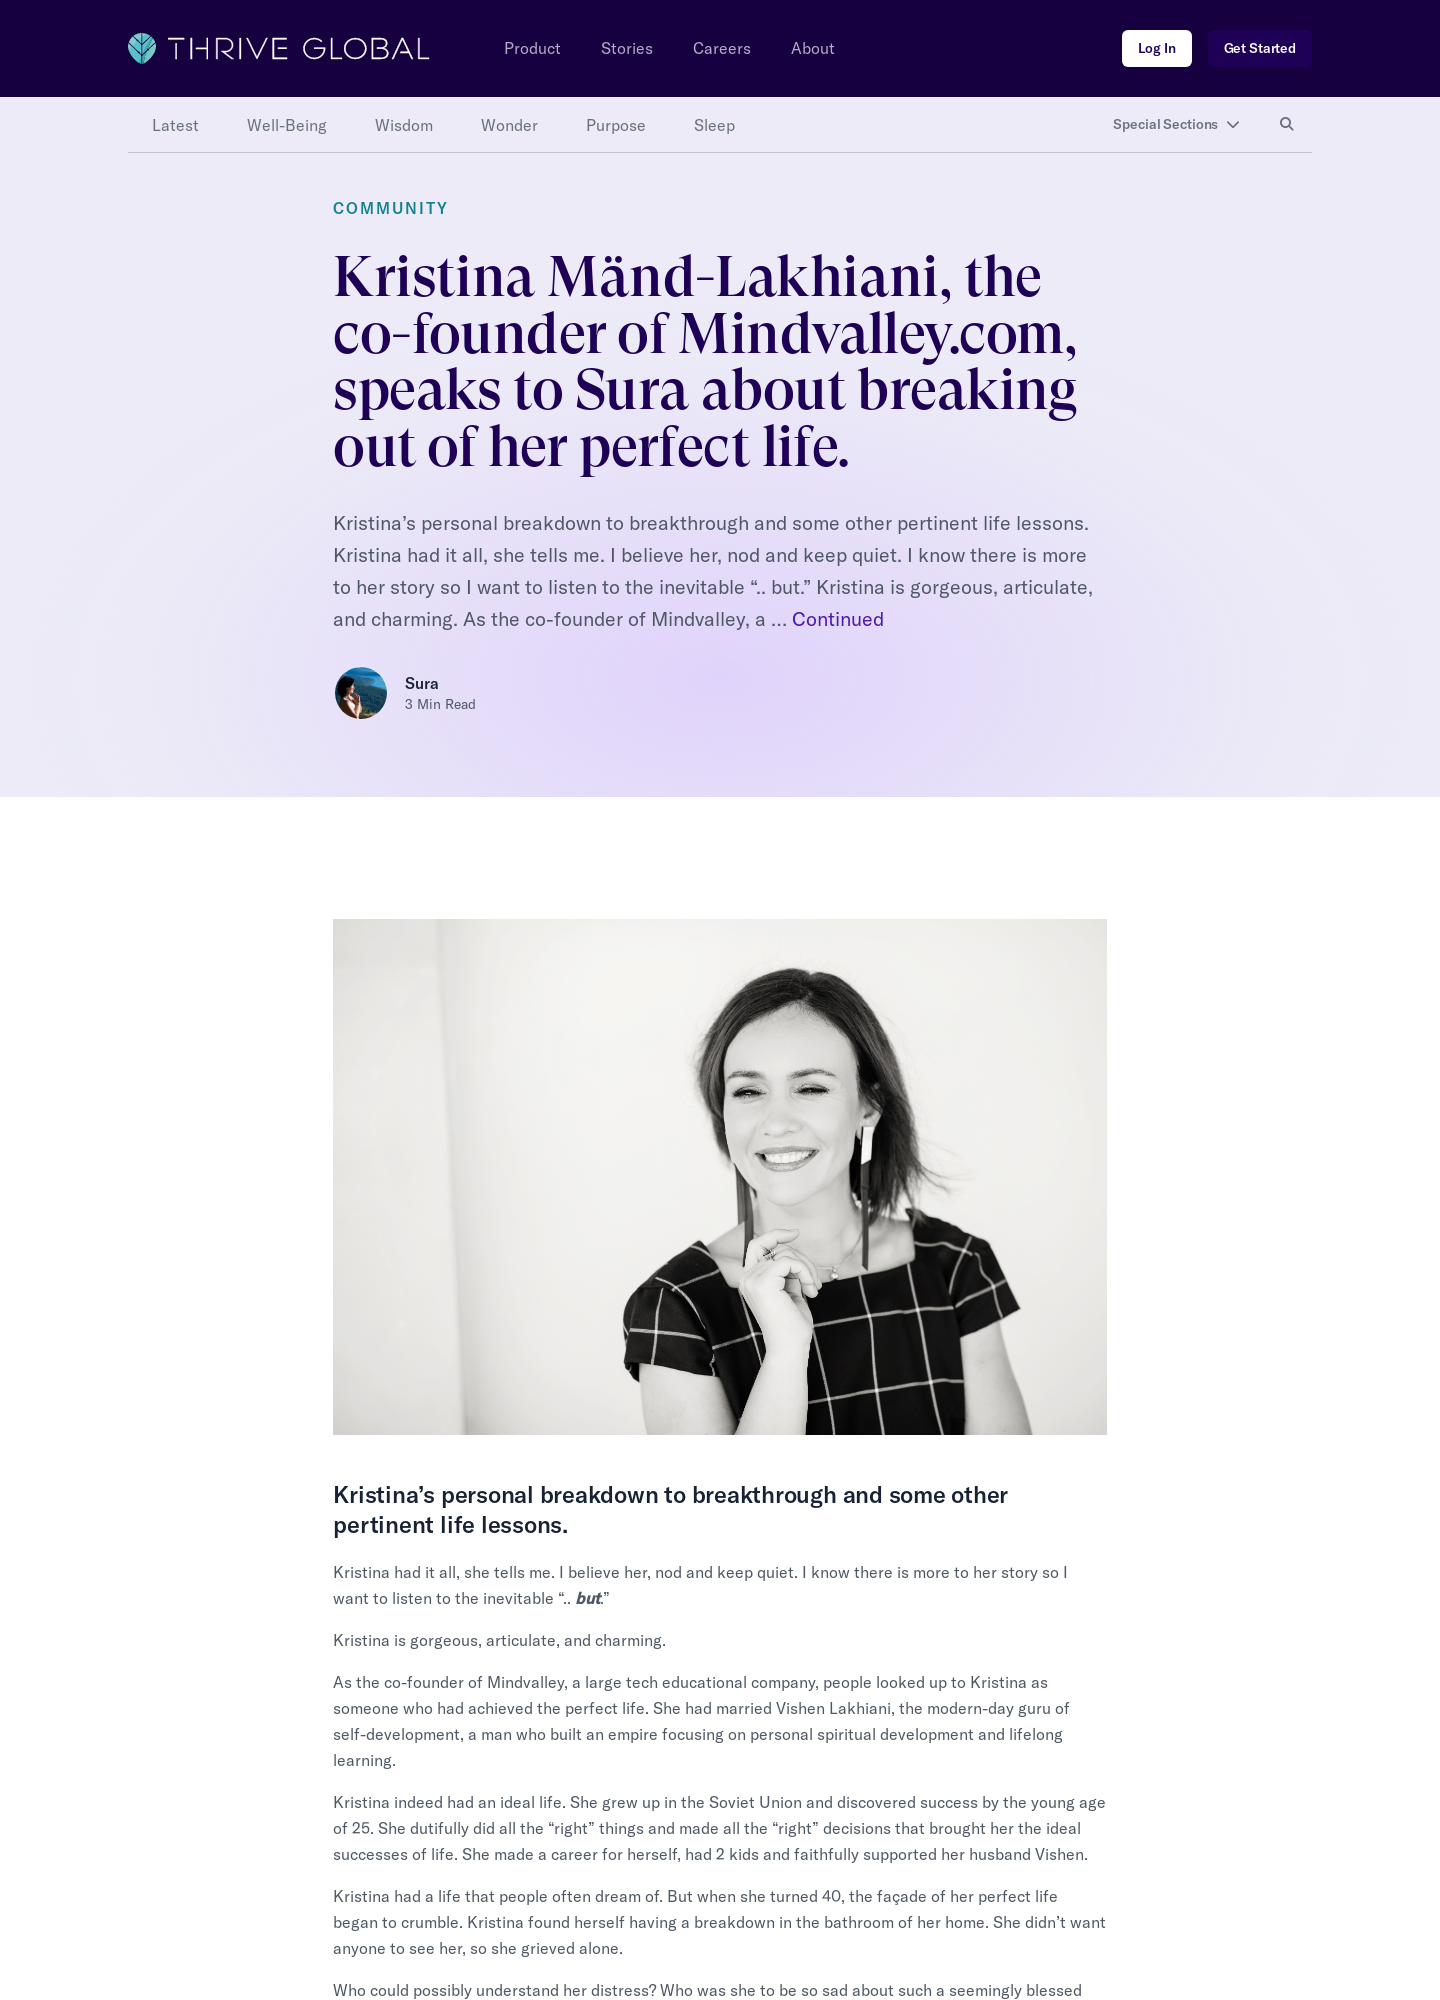 THRIVE GLOBAL
Product
Stories
Careers
About
Log In
Get Started
Latest
Well-Being
Wisdom
Wonder
Purpose
Sleep
Special Sections
COMMUNITY
Kristina Mänd-Lakhiani, the
co-founder of Mindvalley.com,
speaks to Sura about breaking
out of her perfect life.
Kristina’s personal breakdown to breakthrough and some other pertinent life lessons.
Kristina had it all, she tells me. I believe her, nod and keep quiet. I know there is more
to her story so I want to listen to the inevitable “.. but.” Kristina is gorgeous, articulate,
and charming. As the co-founder of Mindvalley, a ... Continued
Sura
3 Min Read
Kristina’s personal breakdown to breakthrough and some other
pertinent life lessons.
Kristina had it all, she tells me. I believe her, nod and keep quiet. I know there is more to her story so I
want to listen to the inevitable “.. but.”
Kristina is gorgeous, articulate, and charming.
As the co-founder of Mindvalley, a large tech educational company, people looked up to Kristina as
someone who had achieved the perfect life. She had married Vishen Lakhiani, the modern-day guru of
self-development, a man who built an empire focusing on personal spiritual development and lifelong
learning.
Kristina indeed had an ideal life. She grew up in the Soviet Union and discovered success by the young age
of 25. She dutifully did all the “right” things and made all the “right” decisions that brought her the ideal
successes of life. She made a career for herself, had 2 kids and faithfully supported her husband Vishen.
Kristina had a life that people often dream of. But when she turned 40, the façade of her perfect life
began to crumble. Kristina found herself having a breakdown in the bathroom of her home. She didn’t want
anyone to see her, so she grieved alone.
Who could possibly understand her distress? Who was she to be so sad about such a seemingly blessed